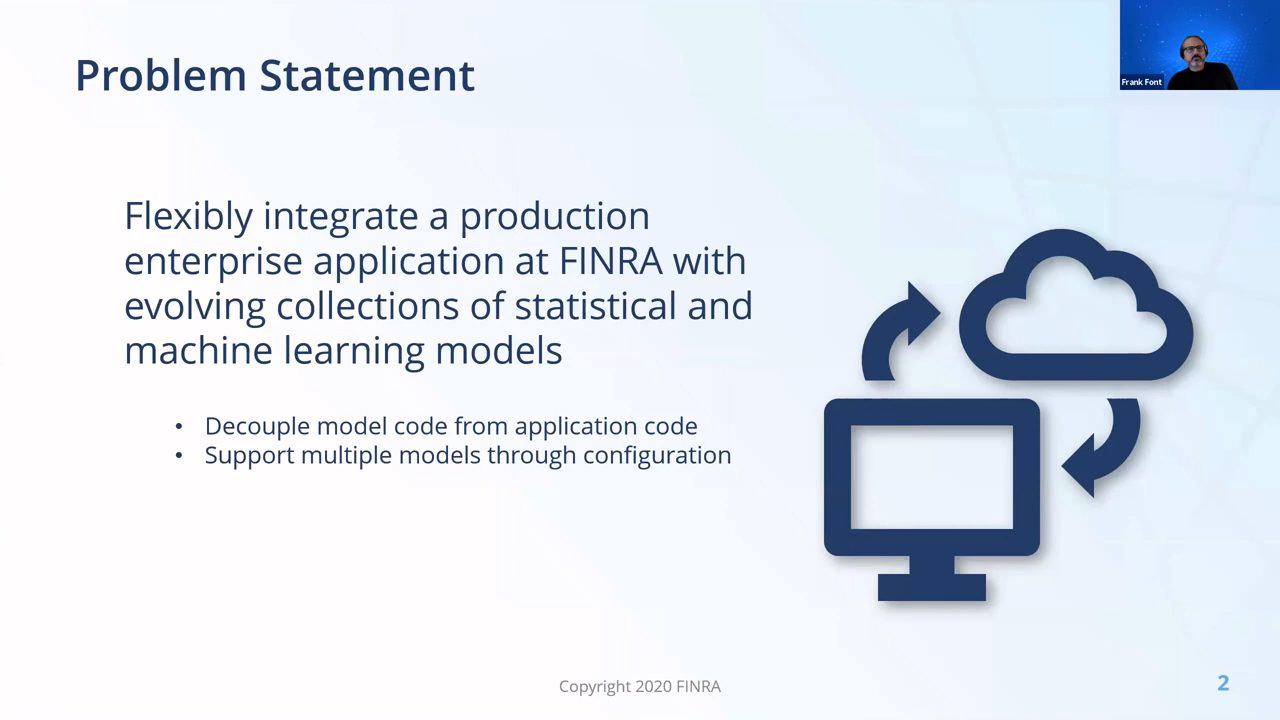 Problem Statement
Frank Font
Flexibly integrate a production
enterprise application at FINRA with
evolving collections of statistical and
machine learning models
• Decouple model code from application code
• Support multiple models through configuration
Copyright 2020 FINRA
2